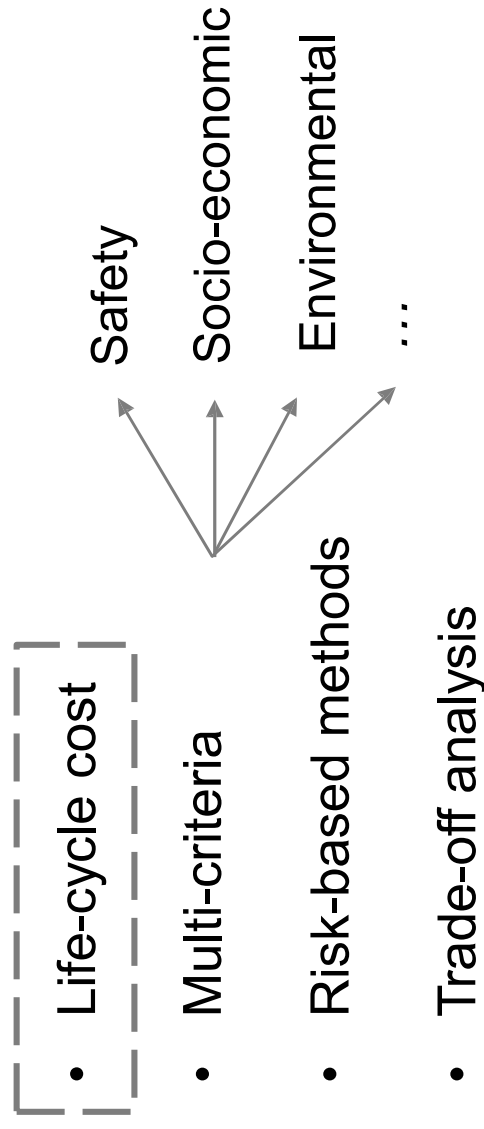 • Life-cycle cost
• Multi-criteria
• Risk-based methods
• Trade-off analysis
Safety
Socio-economic
Environmental
...